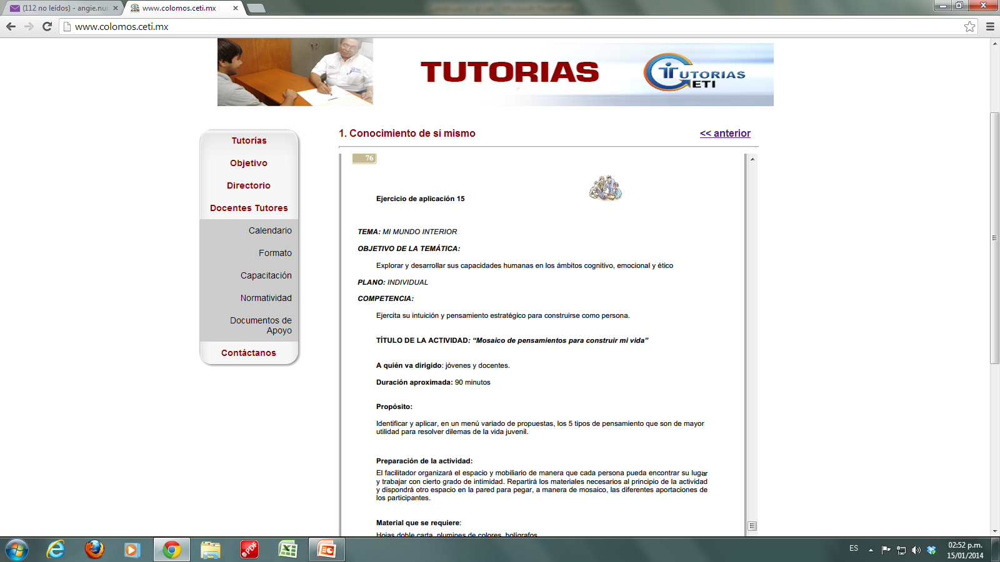 (112 no leídos) - angie.nu
www.colomos.ceti.mx
www.colomos.ceti.mx
TUTORIAS
TUTORIAS
CETI
Tutorías
Objetivo
Directorio
Docentes Tutores
Calendario
Formato
Capacitación
Normatividad
Documentos de
Apoyo
Contáctanos
1. Conocimiento de sí mismo
<< anterior
76
Ejercicio de aplicación 15
TEMA: MI MUNDO INTERIOR
OBJETIVO DE LA TEMÁTICA:
Explorar y desarrollar sus capacidades humanas en los ámbitos cognitivo, emocional y ético
PLANO: INDIVIDUAL
COMPETENCIA:
Ejercita su intuición y pensamiento estratégico para construirse como persona.
TÍTULO DE LA ACTIVIDAD: “Mosaico de pensamientos para construir mi vida”
A quién va dirigido: jóvenes y docentes.
Duración aproximada: 90 minutos
Propósito:
Identificar y aplicar, en un menú variado de propuestas, los 5 tipos de pensamiento que son de mayor
utilidad para resolver dilemas de la vida juvenil.
Preparación de la actividad:
El facilitador organizará el espacio y mobiliario de manera que cada persona pueda encontrar su lugar
y trabajar con cierto grado de intimidad. Repartirá los materiales necesarios al principio de la actividad
y dispondrá otro espacio en la pared para pegar, a manera de mosaico, las diferentes aportaciones de
los participantes.
Material que se requiere:
Hojas doble carta, plumines de colores, bolígrafos
PDF
ES
02:52 p.m.
15/01/2014